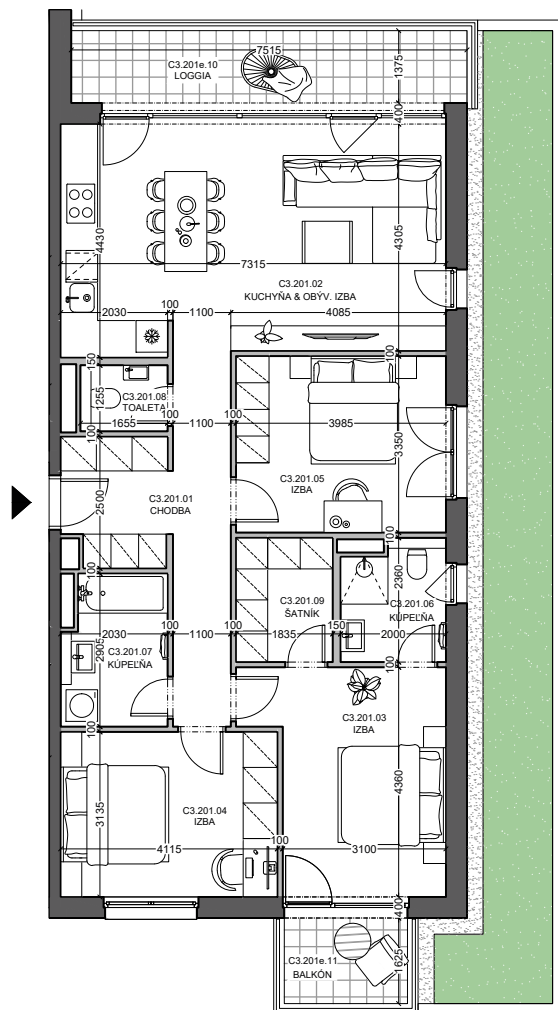 7515
C3.201e.10
LOGGIA
1375
400
4430
4305
7315
C3.201.02
KUCHYŇA & OBÝV. IZBA
2030
100
1100
4085
150
100
1255
C3.201.08
TOALETA
1655
100
1100
100
3985
3350
C3.201.05
IZBA
100
2500
C3.201.01
CHODBA
100
100
2360
C3.201.09
ŠATNÍK
C3.201.06
KÚPEĽŇA
2030
100
1100
100
1835
150
2000
C3.201.07
KÚPEĽŇA
2905
100
100
C3.201.03
IZBA
4360
3135
C3.201.04
IZBA
4115
100
3100
400
C3.201e.11
BALKÓN
1625